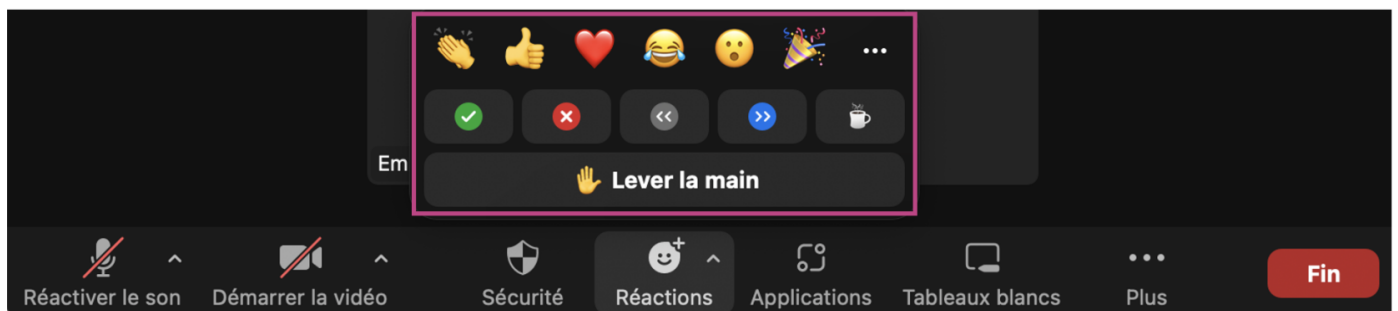 Em
Lever la main
Réactiver le son
Démarrer la vidéo
Sécurité
Réactions
Applications
Tableaux blancs
Plus
Fin